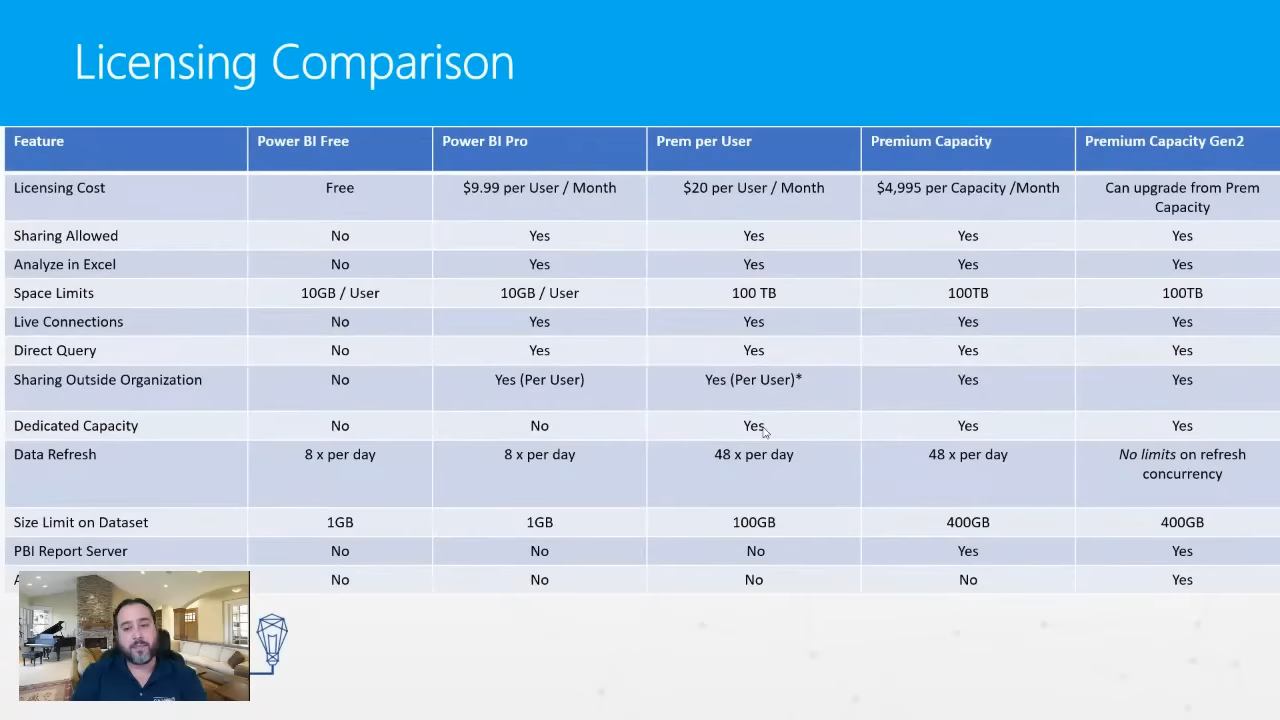 Licensing Comparison
Feature Power BI Free Power BI Pro Prem per User Premium Capacity Premium Capacity Gen2
Licensing Cost Free $9.99 per User / Month $20 per User / Month $4,995 per Capacity /Month Can upgrade from Prem
Capacity
Sharing Allowed No Yes Yes Yes Yes
Analyze in Excel No Yes Yes Yes Yes
Space Limits 10GB / User 10GB / User 100 TB 100TB 100TB
Live Connections No Yes Yes Yes Yes
Direct Query No Yes Yes Yes Yes
Sharing Outside Organization No Yes (Per User) Yes (Per User)* Yes Yes
Dedicated Capacity No No Yes Yes Yes
Data Refresh 8 x per day 8 x per day 48 x per day 48 x per day No limits on refresh
concurrency
Size Limit on Dataset 1GB 1GB 100GB 400GB 400GB
PBI Report Server No No No Yes Yes
No No No No Yes